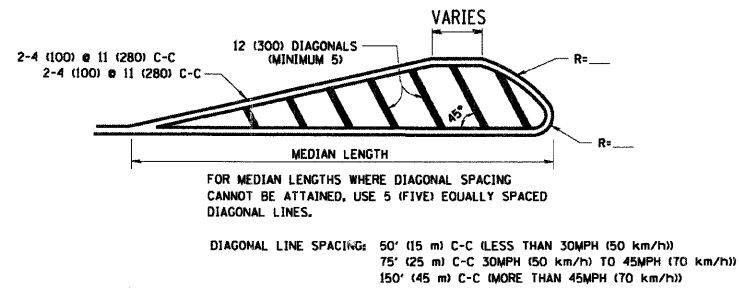 VARIES
12 (300) DIAGONALS
(MINIMUM 5)
2-4 (100) @ 11 (280) C-C
2-4 (100) @ 11 (280) C-C
R=___
45°
R=___
MEDIAN LENGTH
FOR MEDIAN LENGTHS WHERE DIAGONAL SPACING
CANNOT BE ATTAINED, USE 5 (FIVE) EQUALLY SPACED
DIAGONAL LINES.
DIAGONAL LINE SPACING: 50' (15 m) C-C (LESS THAN 30MPH (50 km/h))
75' (25 m) C-C 30MPH (50 km/h) TO 45MPH (70 km/h))
150' (45 m) C-C (MORE THAN 45MPH (70 km/h))